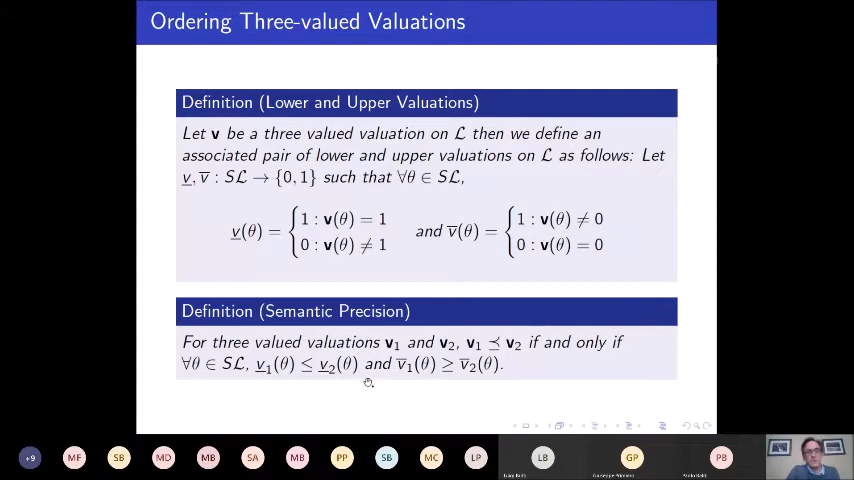 Ordering Three-valued Valuations
Definition (Lower and Upper Valuations)
Let v be a three valued valuation on ℒ then we define an
associated pair of lower and upper valuations on ℒ as follows: Let
v̲, v̅ : Sℒ → {0, 1} such that ∀θ ∈ Sℒ,
v̲(θ) = { 1 : v(θ) = 1 and v̅(θ) = { 1 : v(θ) ≠ 0
0 : v(θ) ≠ 1 0 : v(θ) = 0
Definition (Semantic Precision)
For three valued valuations v₁ and v₂, v₁ ⪯ v₂ if and only if
∀θ ∈ Sℒ, v̲₁(θ) ≤ v̲₂(θ) and v̅₁(θ) ≥ v̅₂(θ).
+9 MF SB MD MB SA MB PP SB MC LP LB GP PB
Giuseppe Primiero